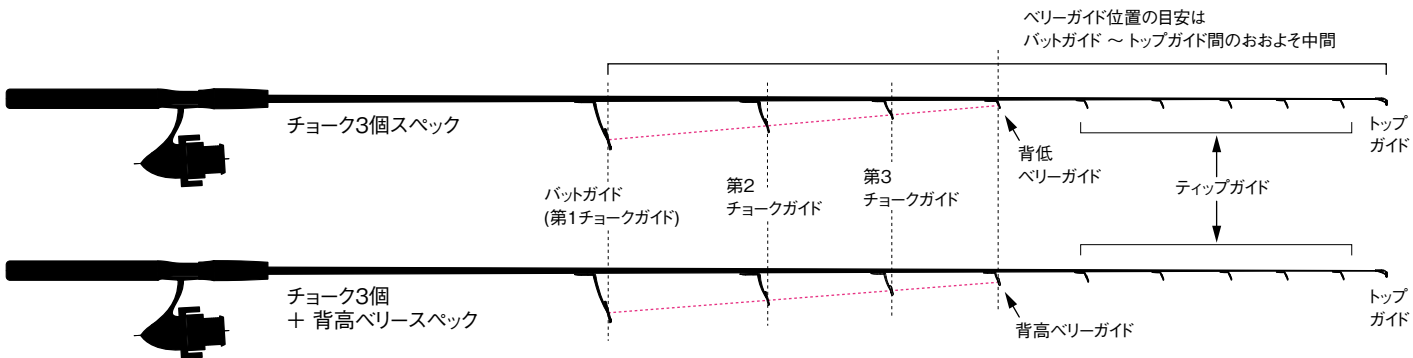 ベリーガイド位置の目安は
バットガイド ～ トップガイド間のおおよそ中間
チョーク3個スペック
トップ
ガイド
背低
ベリーガイド
第3
チョークガイド
第2
チョークガイド
バットガイド
(第1チョークガイド)
ティップガイド
チョーク3個
＋ 背高ベリースペック
トップ
ガイド
背高ベリーガイド